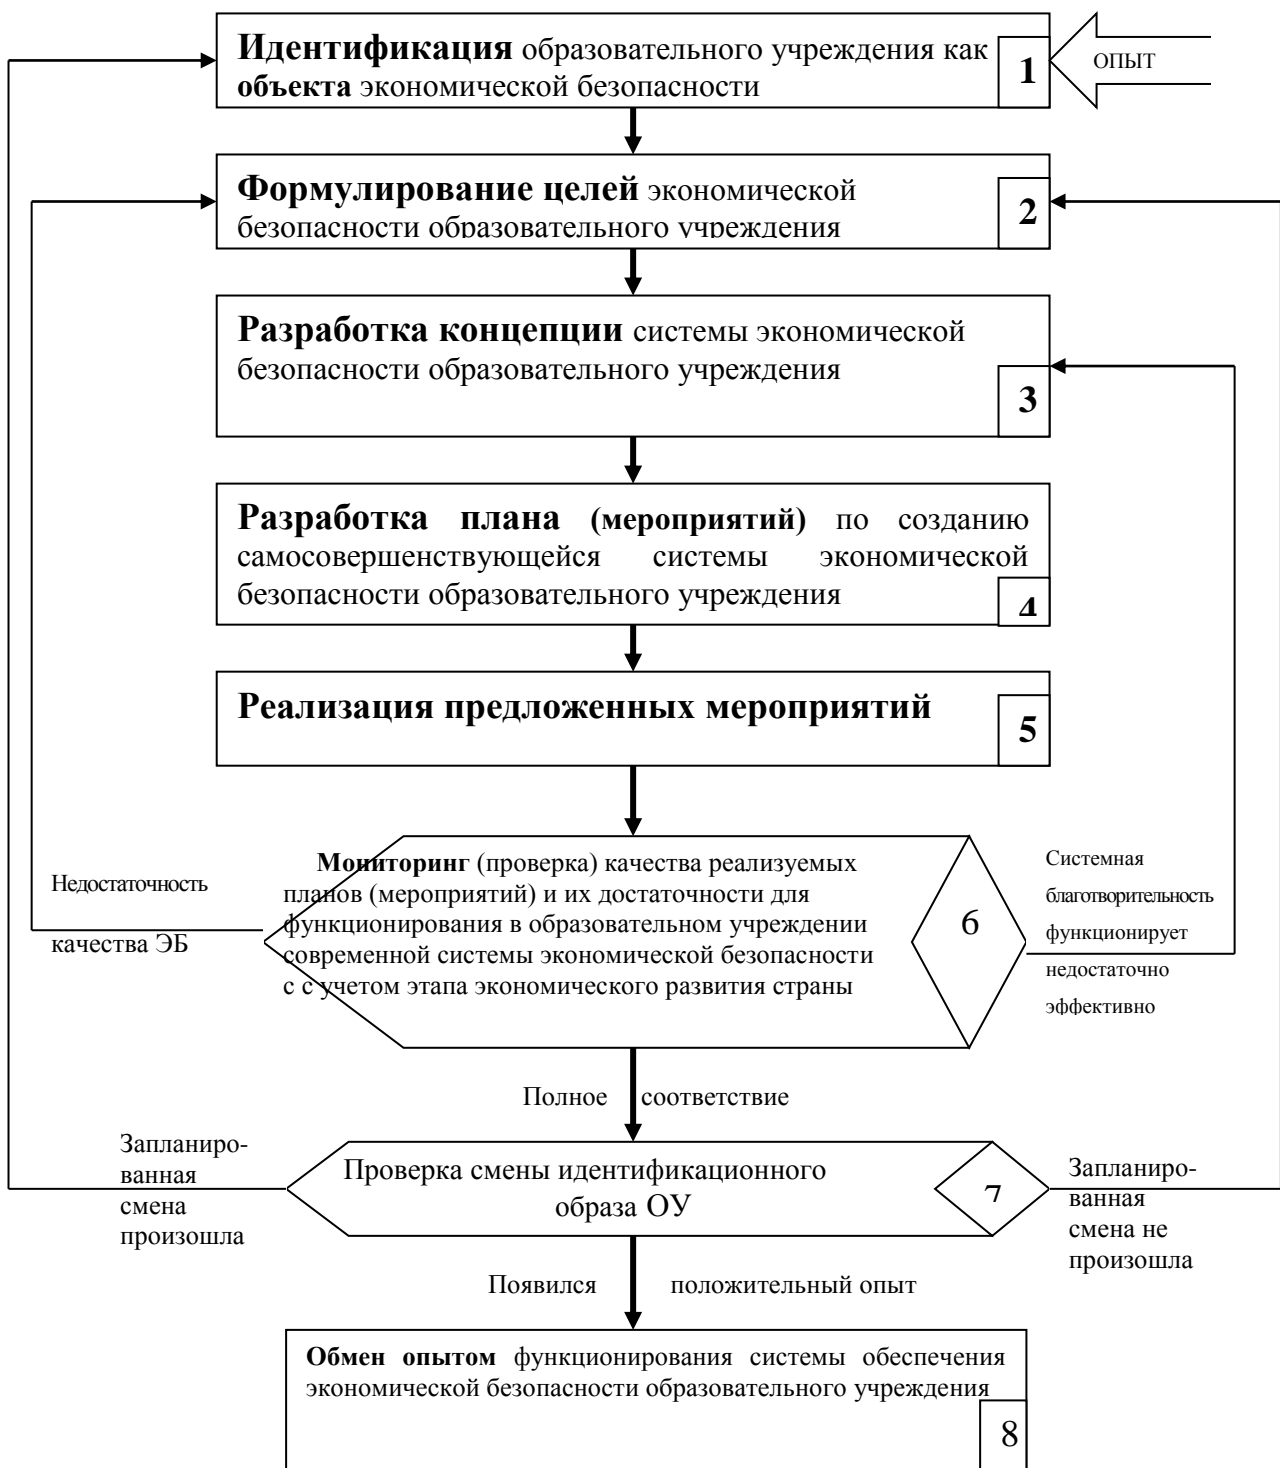 Идентификация образовательного учреждения как
объекта экономической безопасности
1
ОПЫТ
Формулирование целей экономической
безопасности образовательного учреждения
2
Разработка концепции системы экономической
безопасности образовательного учреждения
3
Разработка плана (мероприятий) по созданию
самосовершенствующейся системы экономической
безопасности образовательного учреждения
4
Реализация предложенных мероприятий
5
Мониторинг (проверка) качества реализуемых
планов (мероприятий) и их достаточности для
функционирования в образовательном учреждении
современной системы экономической безопасности
с с учетом этапа экономического развития страны
6
Недостаточность
качества ЭБ
Системная
благотворительность
функционирует
недостаточно
эффективно
Полное соответствие
Запланиро-
ванная
смена
произошла
Проверка смены идентификационного
образа ОУ
7
Запланиро-
ванная
смена не
произошла
Появился положительный опыт
Обмен опытом функционирования системы обеспечения
экономической безопасности образовательного учреждения
8